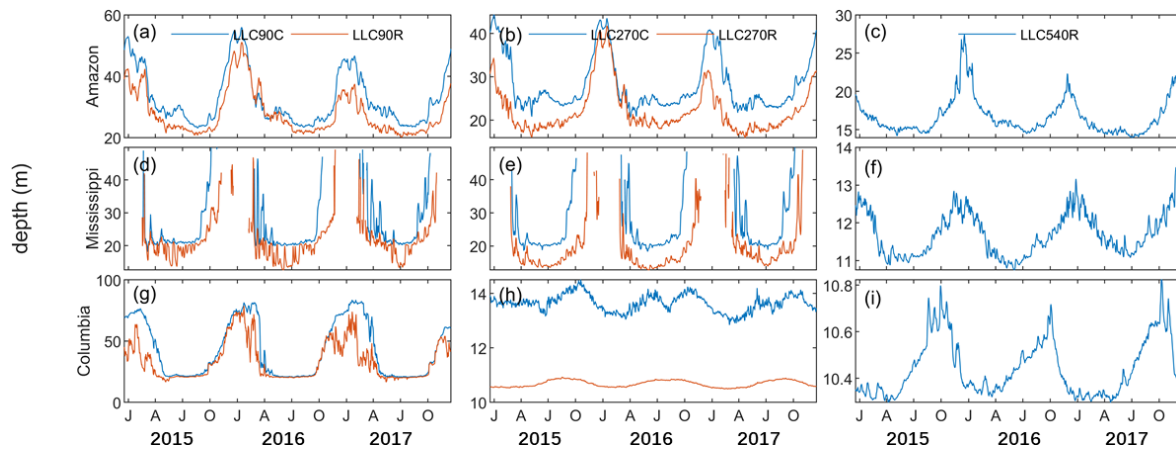 (a) LLC90C LLC90R
(b) LLC270C LLC270R
(c) LLC540R
60
40
20
Amazon
40
30
20
30
25
20
15
J A J O J A J O J A J O
J A J O J A J O J A J O
J A J O J A J O J A J O
depth (m)
(d)
(e)
(f)
40
30
20
Mississippi
40
30
20
14
13
12
11
(g)
(h)
(i)
100
50
0
Columbia
14
12
10
10.8
10.6
10.4
J A J O J A J O J A J O
J A J O J A J O J A J O
J A J O J A J O J A J O
2015 2016 2017
2015 2016 2017
2015 2016 2017